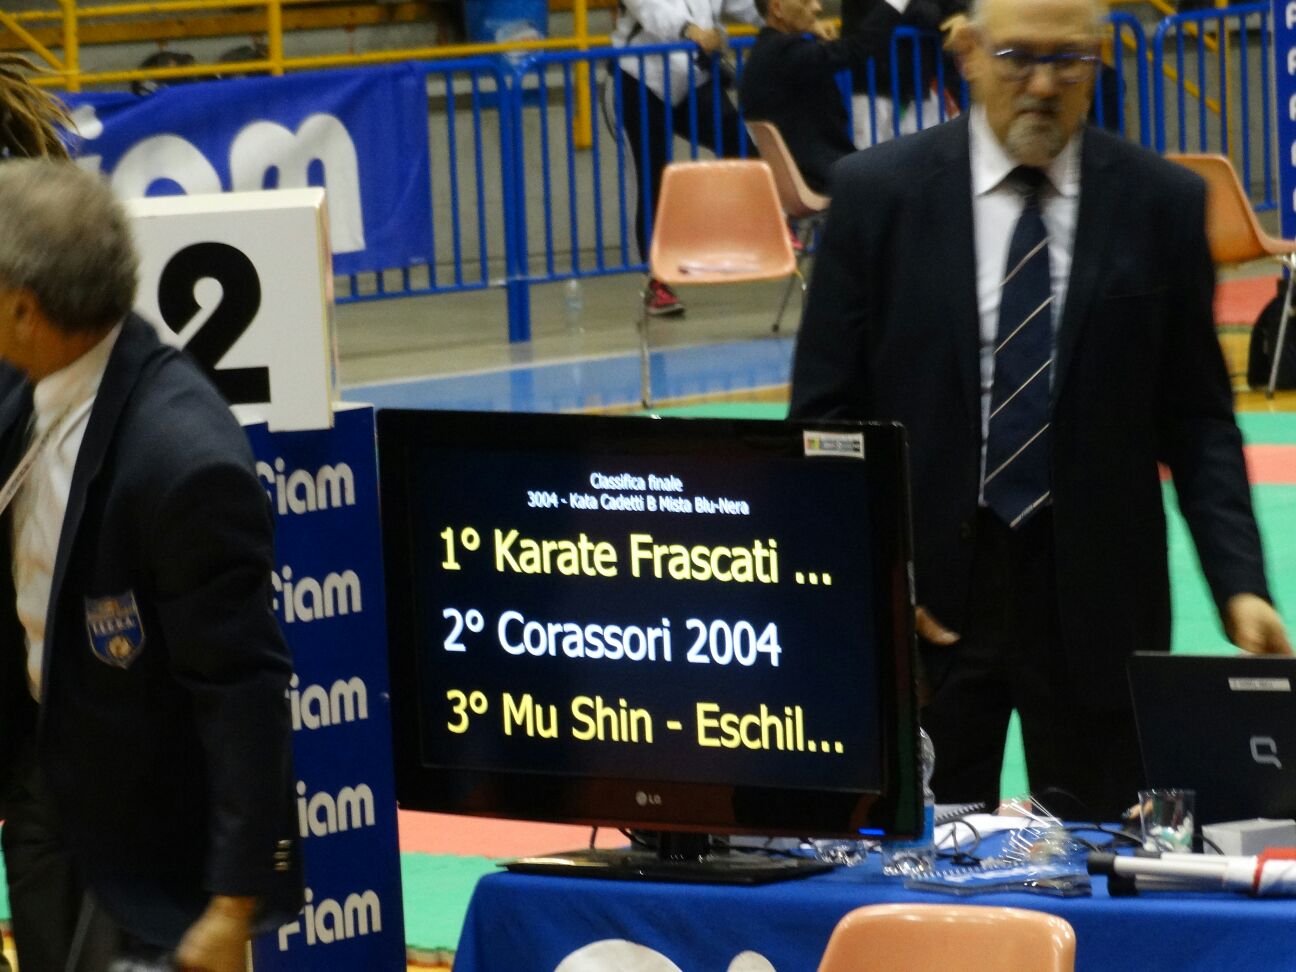 2
fiam
fiam
fiam
fiam
fiam
Classifica finale
3004 - Kata Cadetti B Mista Blu-Nera
1° Karate Frascati ...
2° Corassori 2004
3° Mu Shin - Eschil...
LG